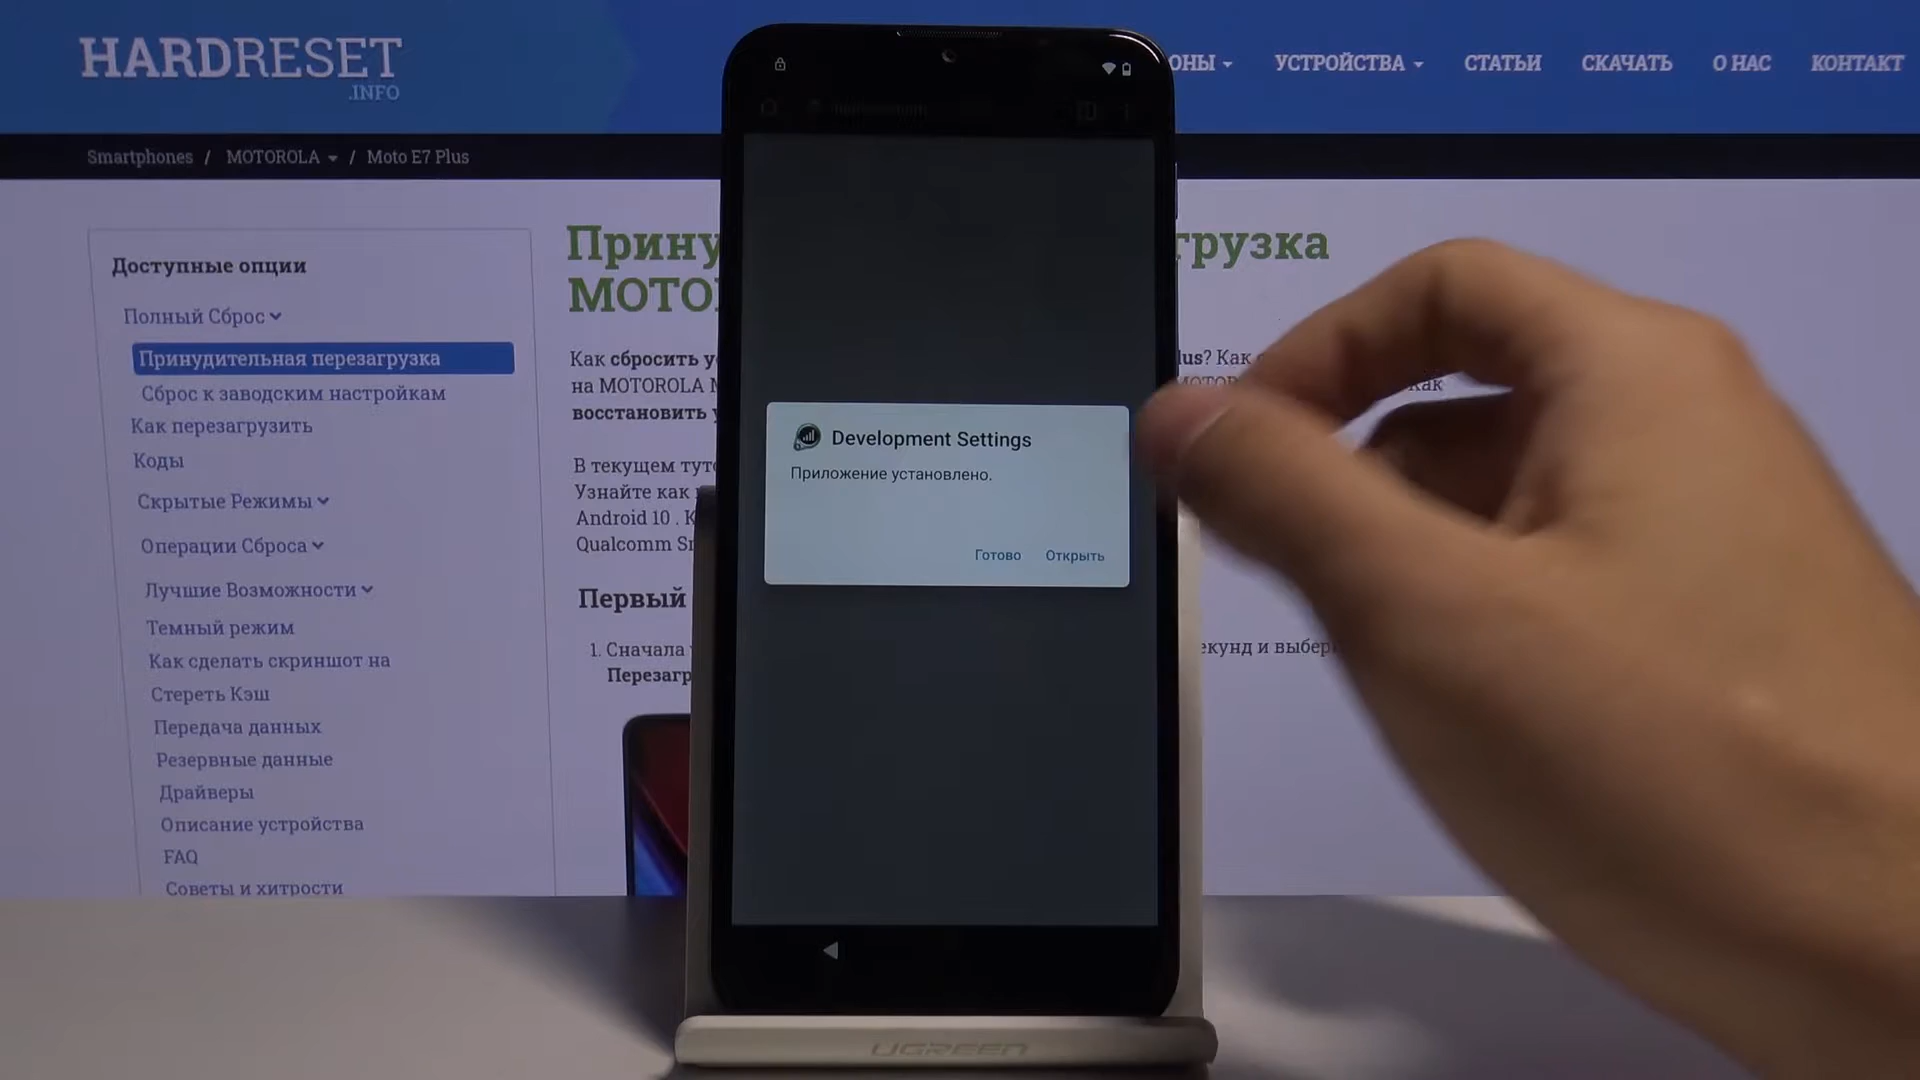 HARDRESET
.INFO
ОНЫ
УСТРОЙСТВА
СТАТЬИ
СКАЧАТЬ
О НАС
КОНТАКТ
Smartphones / MOTOROLA / Moto E7 Plus
Доступные опции
Полный Сброс
Принудительная перезагрузка
Сброс к заводским настройкам
Как перезагрузить
Коды
Скрытые Режимы
Операции Сброса
Лучшие Возможности
Темный режим
Как сделать скриншот на
Стереть Кэш
Передача данных
Резервные данные
Драйверы
Описание устройства
FAQ
Советы и хитрости
Прину грузка
МОТО
Как сбросить у lus? Как
на MOTOROLA как
восстановить
В текущем тут
Узнайте как
Android 10 . К
Qualcomm Sn
Первый
1. Сначала екунд и выбер
Перезагр
Development Settings
Приложение установлено.
Готово Открыть
UGREEN